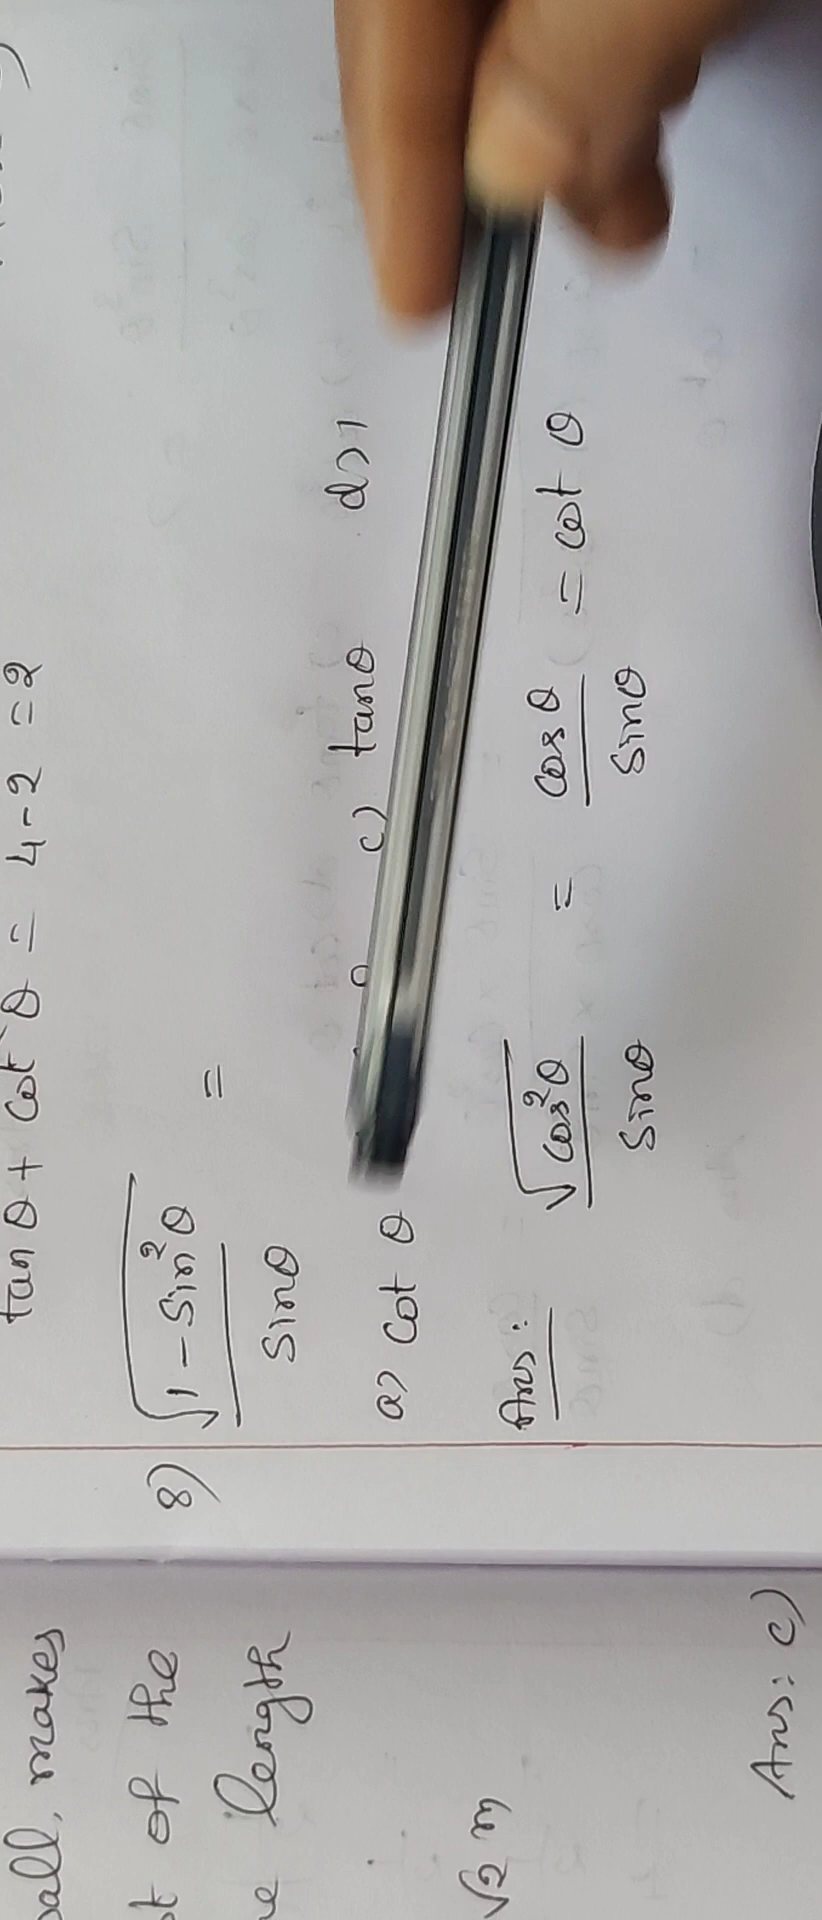 tan θ + cot θ = 4 - 2 = 2
8) √1 - sin²θ / sinθ =
a) cot θ c) tanθ d) 1
Ans: √cos²θ / sinθ = cosθ / sinθ = cot θ
makes
of the
length
√2 m
Ans: c)